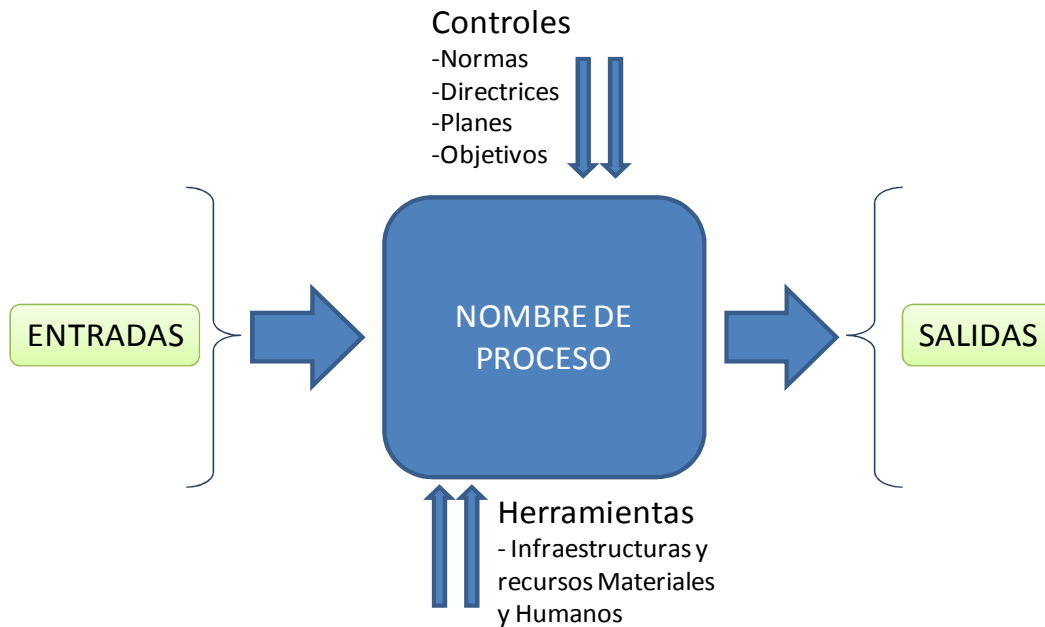 Controles
-Normas
-Directrices
-Planes
-Objetivos
ENTRADAS
NOMBRE DE
PROCESO
SALIDAS
Herramientas
- Infraestructuras y
recursos Materiales
y Humanos